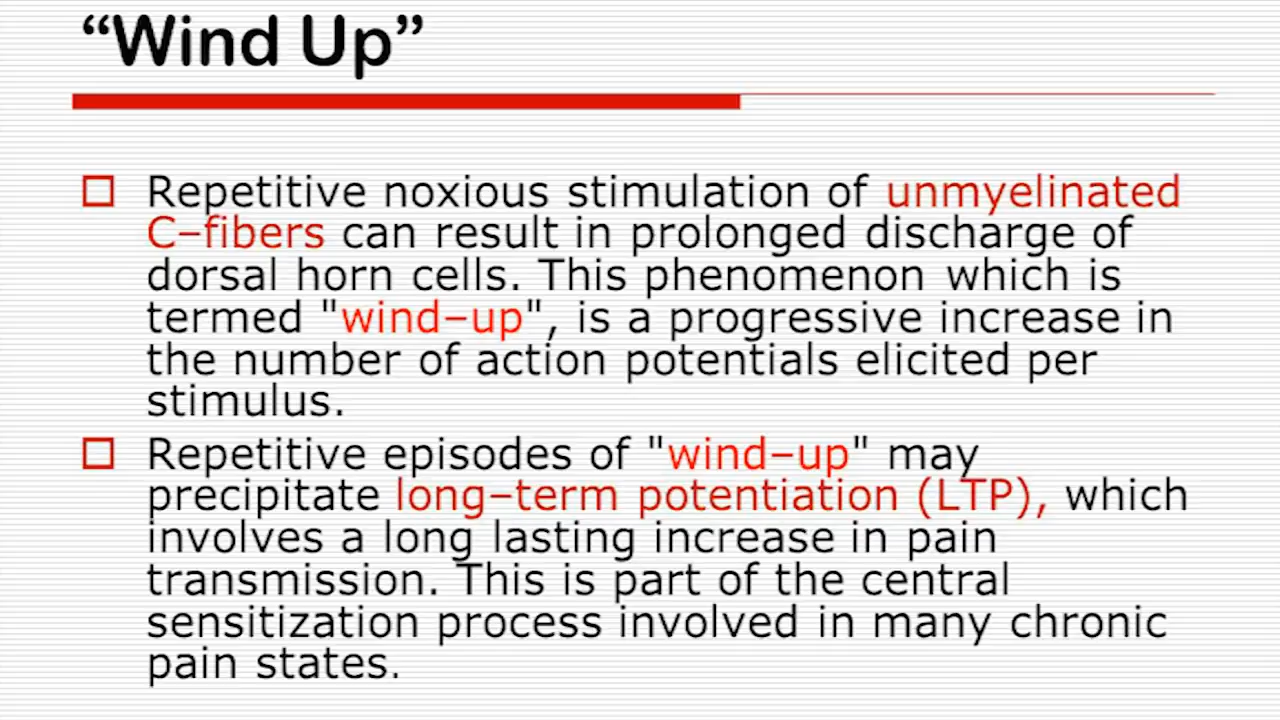 “Wind Up”
Repetitive noxious stimulation of unmyelinated
C–fibers can result in prolonged discharge of
dorsal horn cells. This phenomenon which is
termed "wind–up", is a progressive increase in
the number of action potentials elicited per
stimulus.
Repetitive episodes of "wind–up" may
precipitate long–term potentiation (LTP), which
involves a long lasting increase in pain
transmission. This is part of the central
sensitization process involved in many chronic
pain states.